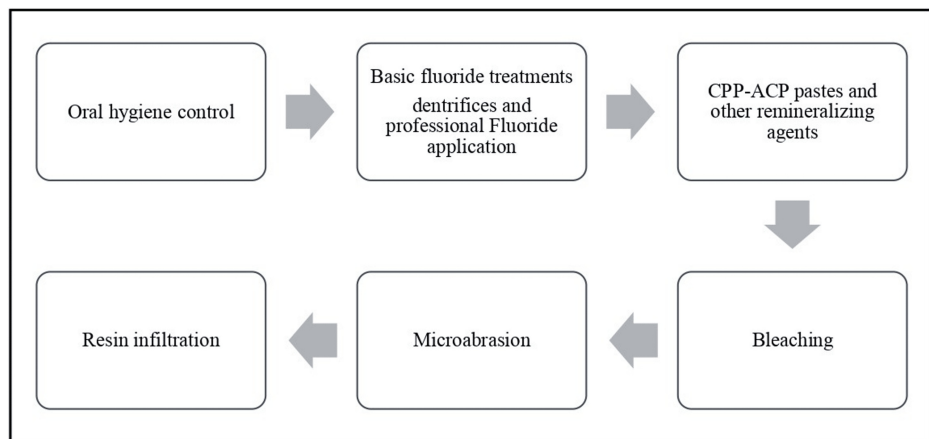 Oral hygiene control
Basic fluoride treatments
dentrifices and
professional Fluoride
application
CPP-ACP pastes and
other remineralizing
agents
Bleaching
Microabrasion
Resin infiltration